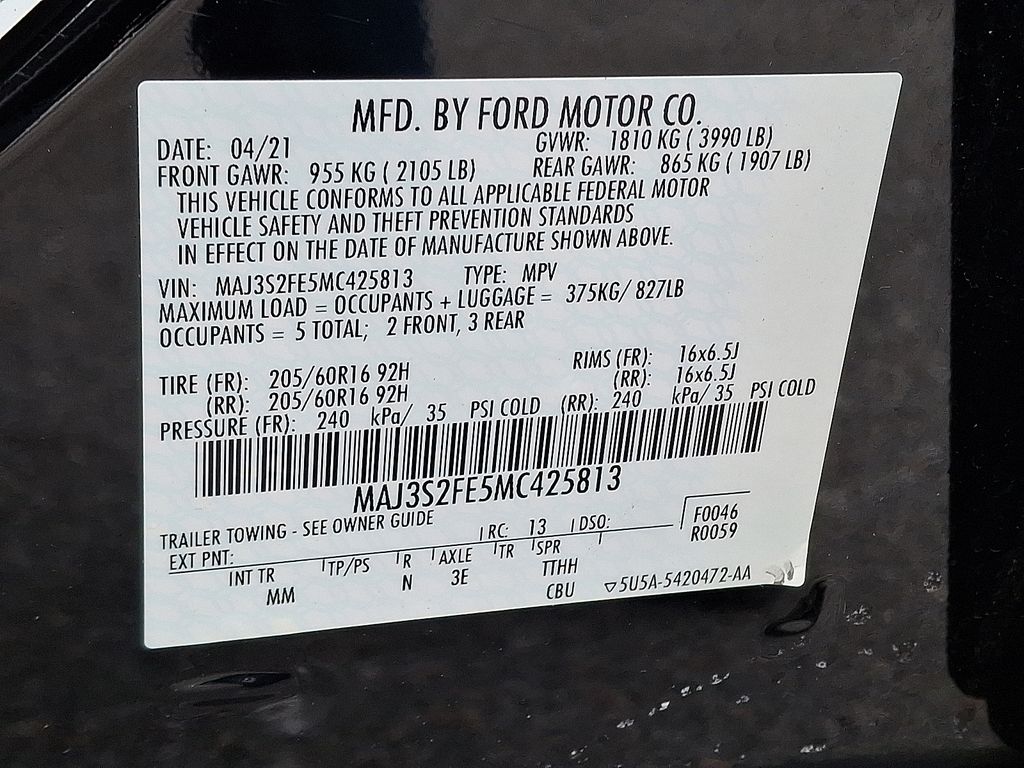 MFD. BY FORD MOTOR CO.
DATE: 04/21 GVWR: 1810 KG ( 3990 LB)
FRONT GAWR: 955 KG ( 2105 LB) REAR GAWR: 865 KG ( 1907 LB)
THIS VEHICLE CONFORMS TO ALL APPLICABLE FEDERAL MOTOR
VEHICLE SAFETY AND THEFT PREVENTION STANDARDS
IN EFFECT ON THE DATE OF MANUFACTURE SHOWN ABOVE.
VIN: MAJ3S2FE5MC425813 TYPE: MPV
MAXIMUM LOAD = OCCUPANTS + LUGGAGE = 375KG/ 827LB
OCCUPANTS = 5 TOTAL; 2 FRONT, 3 REAR
TIRE (FR): 205/60R16 92H RIMS (FR): 16x6.5J
(RR): 205/60R16 92H (RR): 16x6.5J
PRESSURE (FR): 240 kPa/ 35 PSI COLD (RR): 240 kPa/ 35 PSI COLD
MAJ3S2FE5MC425813
TRAILER TOWING - SEE OWNER GUIDE
EXT PNT: RC: 13 DSO: F0046
R0059
INT TR TP/PS R AXLE TR SPR
MM N 3E TTHH
CBU ▽5U5A-5420472-AA